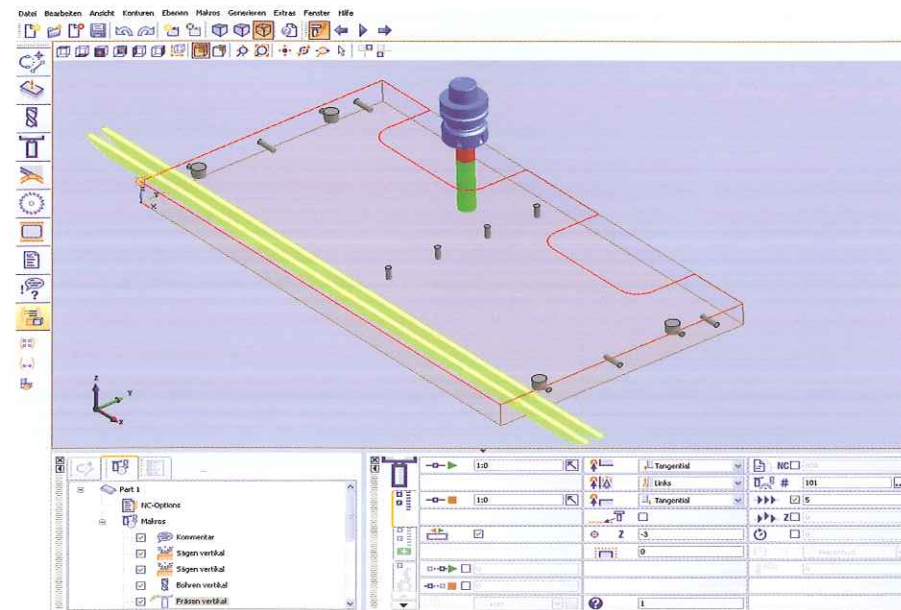 Datei Bearbeiten Ansicht Konturen Ebenen Makros Generieren Extras Fenster Hilfe
Z
Y
X
Y
X
Part 1
NC-Options
Makros
Kommentar
Sägen vertikal
Sägen vertikal
Bohren vertikal
Fräsen vertikal
1:0
Tangential
NC
Links
# 101
1:0
Tangential
5
Z
Z -3
0
1